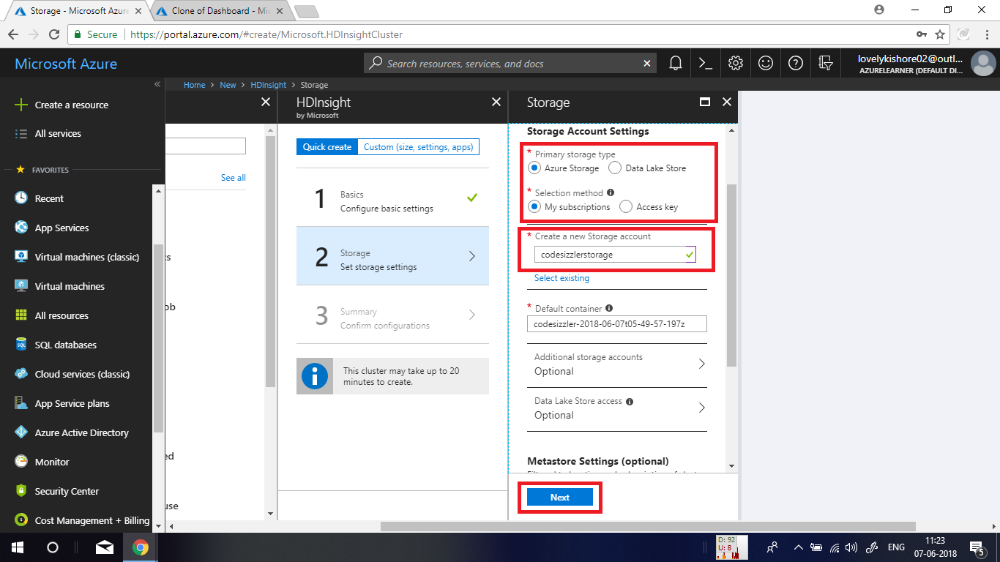 Storage - Microsoft Azure
Clone of Dashboard - Mic
Secure
https://portal.azure.com/#create/Microsoft.HDInsightCluster
Microsoft Azure
Search resources, services, and docs
lovelykishore02@outl...
AZURELEARNER (DEFAULT DI...
Home > New > HDInsight > Storage
Create a resource
All services
FAVORITES
Recent
App Services
Virtual machines (classic)
Virtual machines
All resources
SQL databases
Cloud services (classic)
App Service plans
Azure Active Directory
Monitor
Security Center
Cost Management + Billing
See all
HDInsight
by Microsoft
Quick create
Custom (size, settings, apps)
1
Basics
Configure basic settings
2
Storage
Set storage settings
3
Summary
Confirm configurations
This cluster may take up to 20
minutes to create.
Storage
Storage Account Settings
* Primary storage type
Azure Storage
Data Lake Store
* Selection method
My subscriptions
Access key
* Create a new Storage account
codesizzlerstorage
Select existing
* Default container
codesizzler-2018-06-07t05-49-57-197z
Additional storage accounts
Optional
Data Lake Store access
Optional
Metastore Settings (optional)
Next
D: 92
U: 8
ENG
11:23
07-06-2018
5